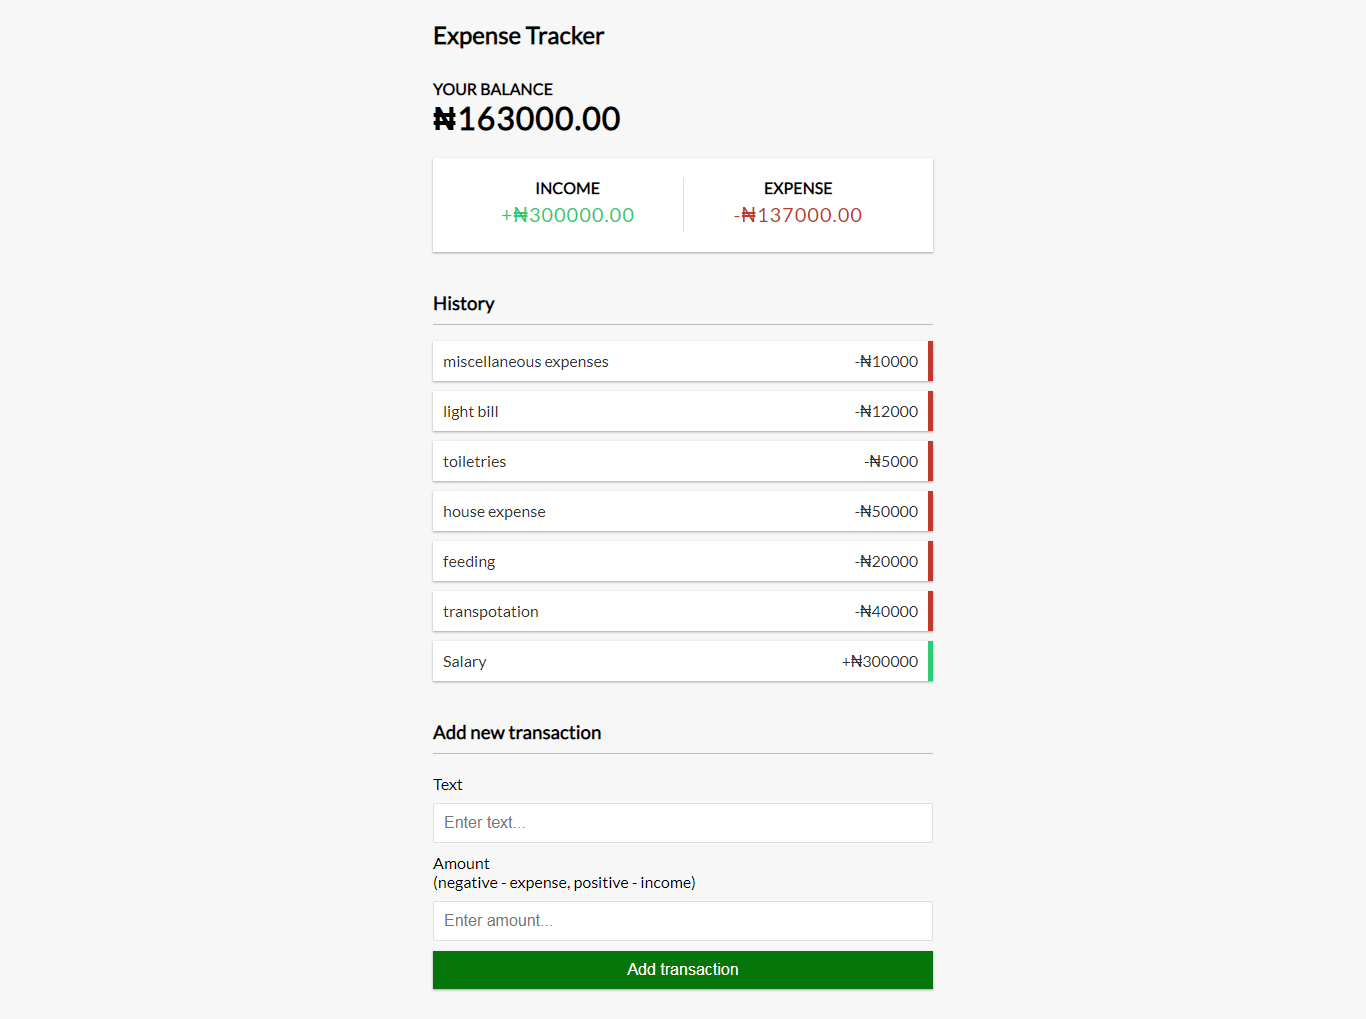 Expense Tracker
YOUR BALANCE
₦163000.00
INCOME
+₦300000.00
EXPENSE
-₦137000.00
History
miscellaneous expenses -₦10000
light bill -₦12000
toiletries -₦5000
house expense -₦50000
feeding -₦20000
transpotation -₦40000
Salary +₦300000
Add new transaction
Text
Enter text...
Amount
(negative - expense, positive - income)
Enter amount...
Add transaction